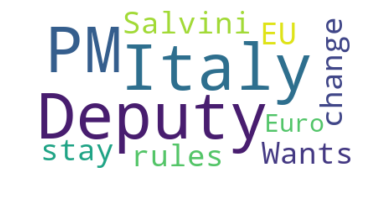 Salvini EU
PM Italy change
Deputy Euro
stay rules Wants